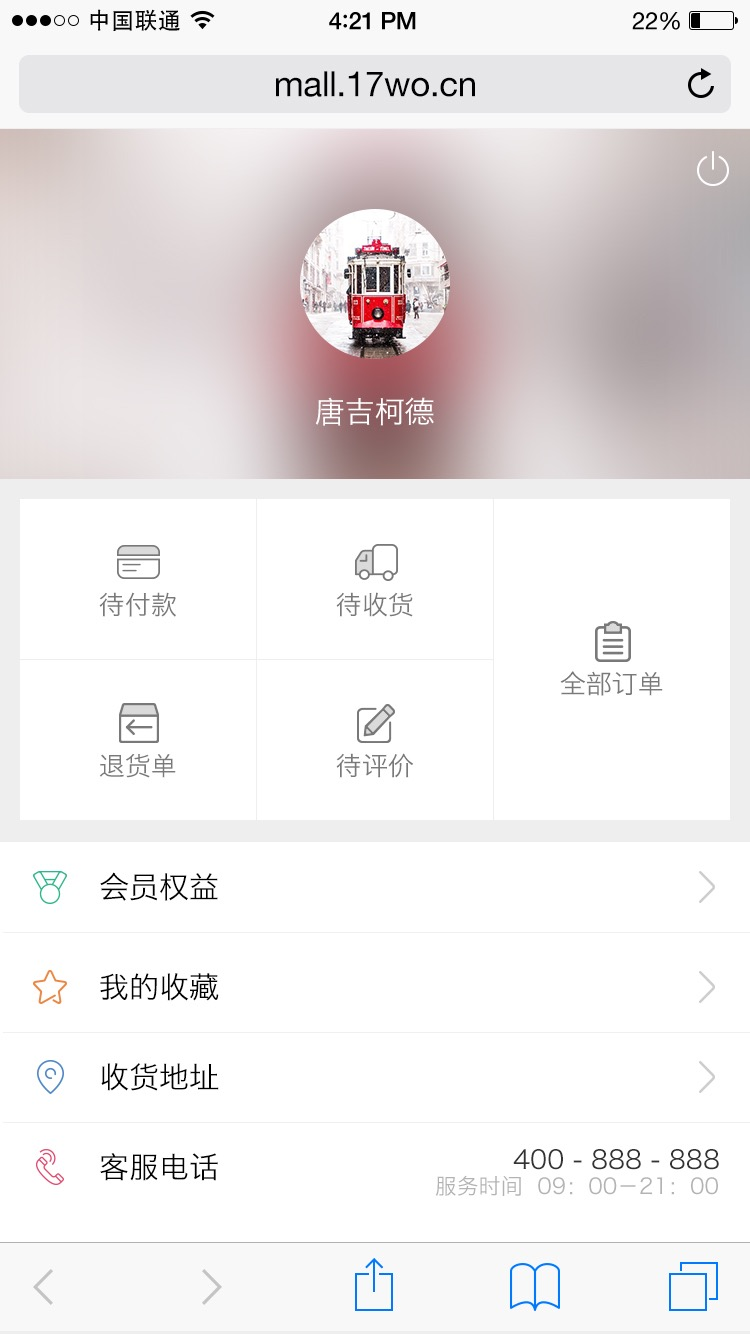 中国联通 4:21 PM 22%
mall.17wo.cn
唐吉柯德
待付款 待收货
全部订单
退货单 待评价
会员权益
我的收藏
收货地址
客服电话 400 - 888 - 888
服务时间 09：00－21：00